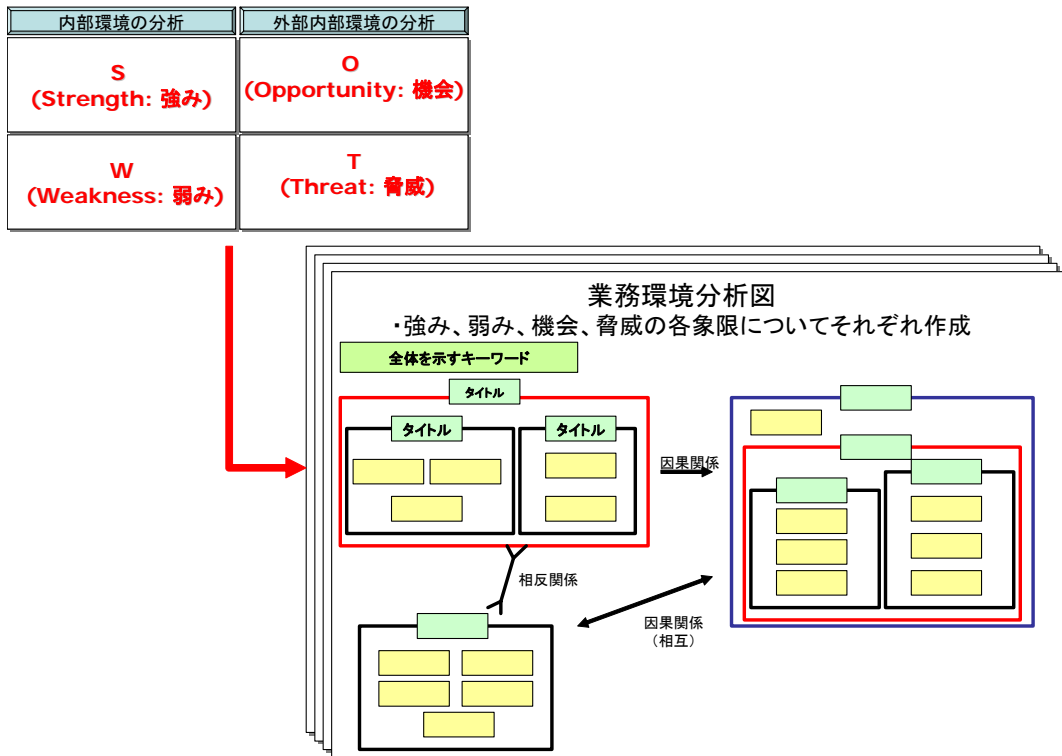 内部環境の分析
外部内部環境の分析
S
(Strength: 強み)
O
(Opportunity: 機会)
W
(Weakness: 弱み)
T
(Threat: 脅威)
業務環境分析図
・強み、弱み、機会、脅威の各象限についてそれぞれ作成
全体を示すキーワード
タイトル
タイトル
タイトル
因果関係
相反関係
因果関係
（相互）